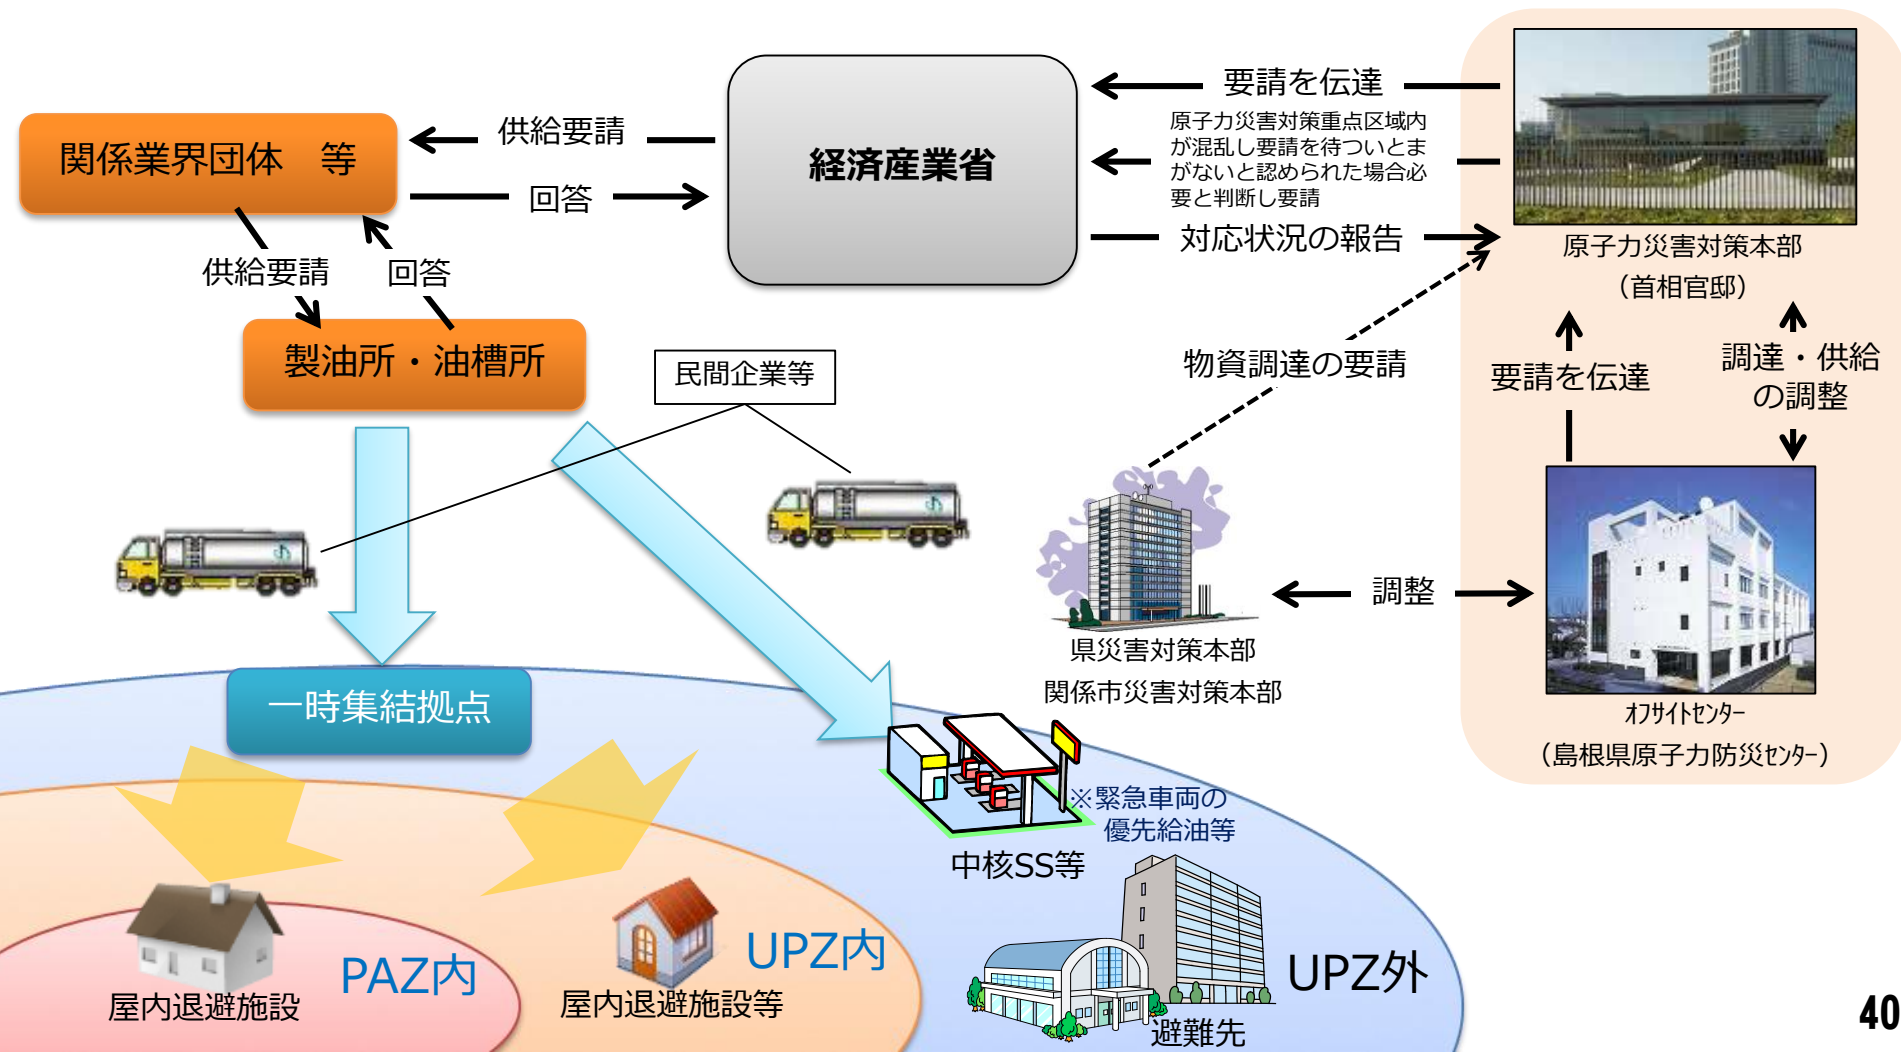 関係業界団体　等
供給要請
回答
経済産業省
要請を伝達
原子力災害対策重点区域内
が混乱し要請を待ついとま
がないと認められた場合必
要と判断し要請
対応状況の報告
原子力災害対策本部
（首相官邸）
供給要請
回答
製油所・油槽所
民間企業等
物資調達の要請
要請を伝達
調達・供給
の調整
調整
県災害対策本部
関係市災害対策本部
ｵﾌｻｲﾄｾﾝﾀｰ
（島根県原子力防災ｾﾝﾀｰ）
一時集結拠点
※緊急車両の
優先給油等
中核SS等
PAZ内
屋内退避施設
UPZ内
屋内退避施設等
UPZ外
避難先
40